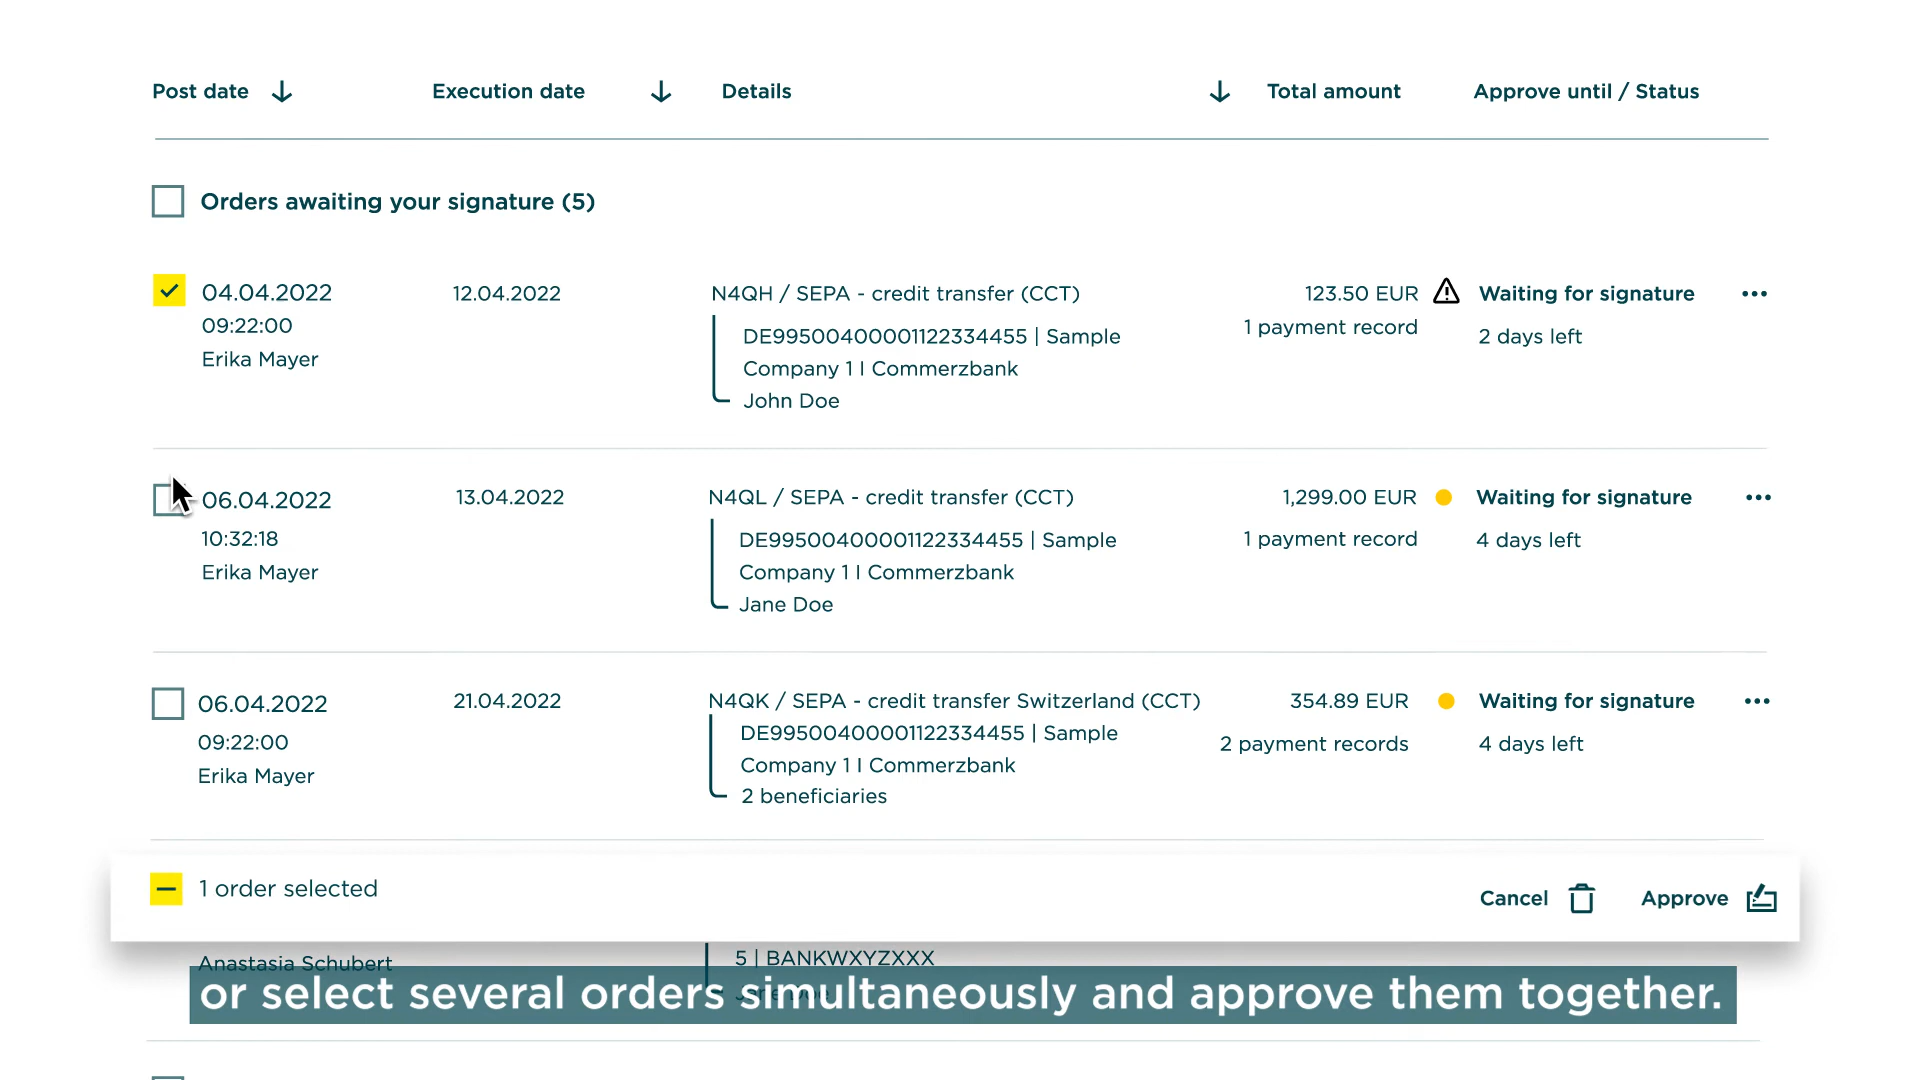 Post date
Execution date
Details
Total amount
Approve until / Status
Orders awaiting your signature (5)
04.04.2022
09:22:00
Erika Mayer
12.04.2022
N4QH / SEPA - credit transfer (CCT)
DE99500400001122334455 | Sample
Company 1 I Commerzbank
John Doe
123.50 EUR
1 payment record
Waiting for signature
2 days left
06.04.2022
10:32:18
Erika Mayer
13.04.2022
N4QL / SEPA - credit transfer (CCT)
DE99500400001122334455 | Sample
Company 1 I Commerzbank
Jane Doe
1,299.00 EUR
1 payment record
Waiting for signature
4 days left
06.04.2022
09:22:00
Erika Mayer
21.04.2022
N4QK / SEPA - credit transfer Switzerland (CCT)
DE99500400001122334455 | Sample
Company 1 I Commerzbank
2 beneficiaries
354.89 EUR
2 payment records
Waiting for signature
4 days left
1 order selected
Cancel
Approve
Anastasia Schubert
5 | BANKWXYZXXX
or select several orders simultaneously and approve them together.